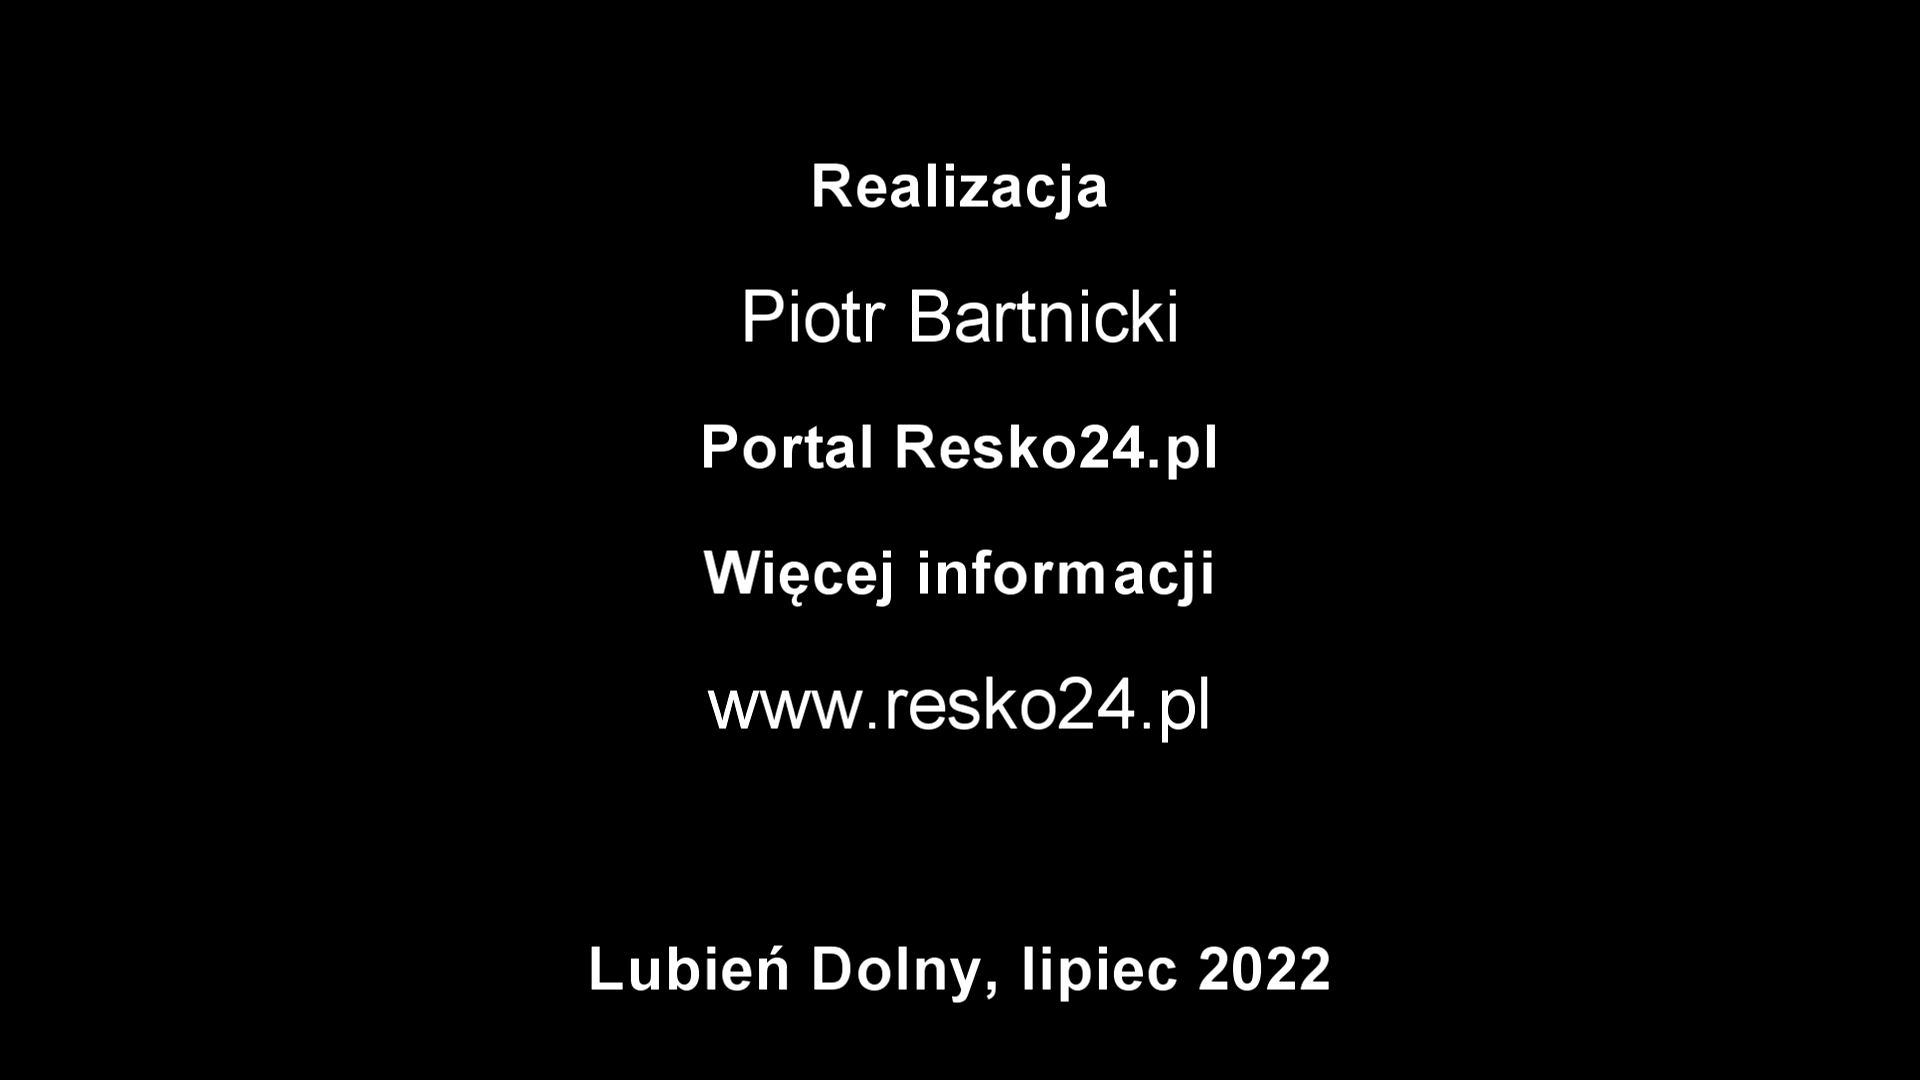 Realizacja
Piotr Bartnicki
Portal Resko24.pl
Więcej informacji
www.resko24.pl
Lubień Dolny, lipiec 2022